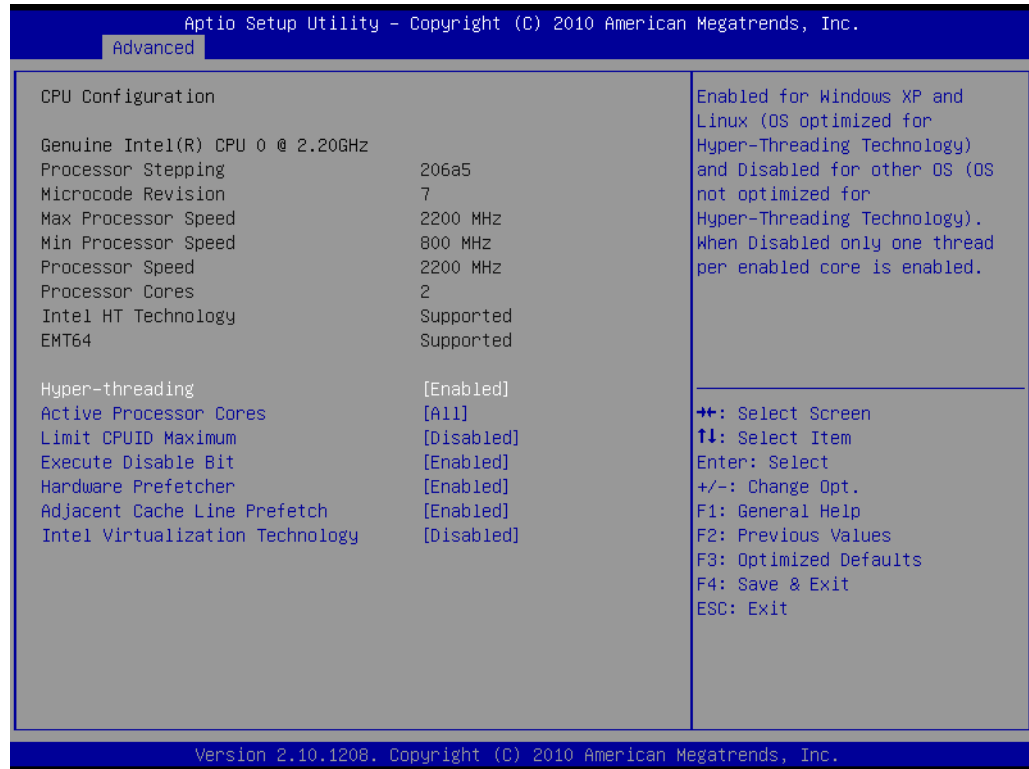 Aptio Setup Utility – Copyright (C) 2010 American Megatrends, Inc.
Advanced
CPU Configuration
Genuine Intel(R) CPU 0 @ 2.20GHz
Processor Stepping 206a5
Microcode Revision 7
Max Processor Speed 2200 MHz
Min Processor Speed 800 MHz
Processor Speed 2200 MHz
Processor Cores 2
Intel HT Technology Supported
EMT64 Supported
Hyper-threading [Enabled]
Active Processor Cores [All]
Limit CPUID Maximum [Disabled]
Execute Disable Bit [Enabled]
Hardware Prefetcher [Enabled]
Adjacent Cache Line Prefetch [Enabled]
Intel Virtualization Technology [Disabled]
Enabled for Windows XP and
Linux (OS optimized for
Hyper-Threading Technology)
and Disabled for other OS (OS
not optimized for
Hyper-Threading Technology).
When Disabled only one thread
per enabled core is enabled.
→←: Select Screen
↑↓: Select Item
Enter: Select
+/-: Change Opt.
F1: General Help
F2: Previous Values
F3: Optimized Defaults
F4: Save & Exit
ESC: Exit
Version 2.10.1208. Copyright (C) 2010 American Megatrends, Inc.